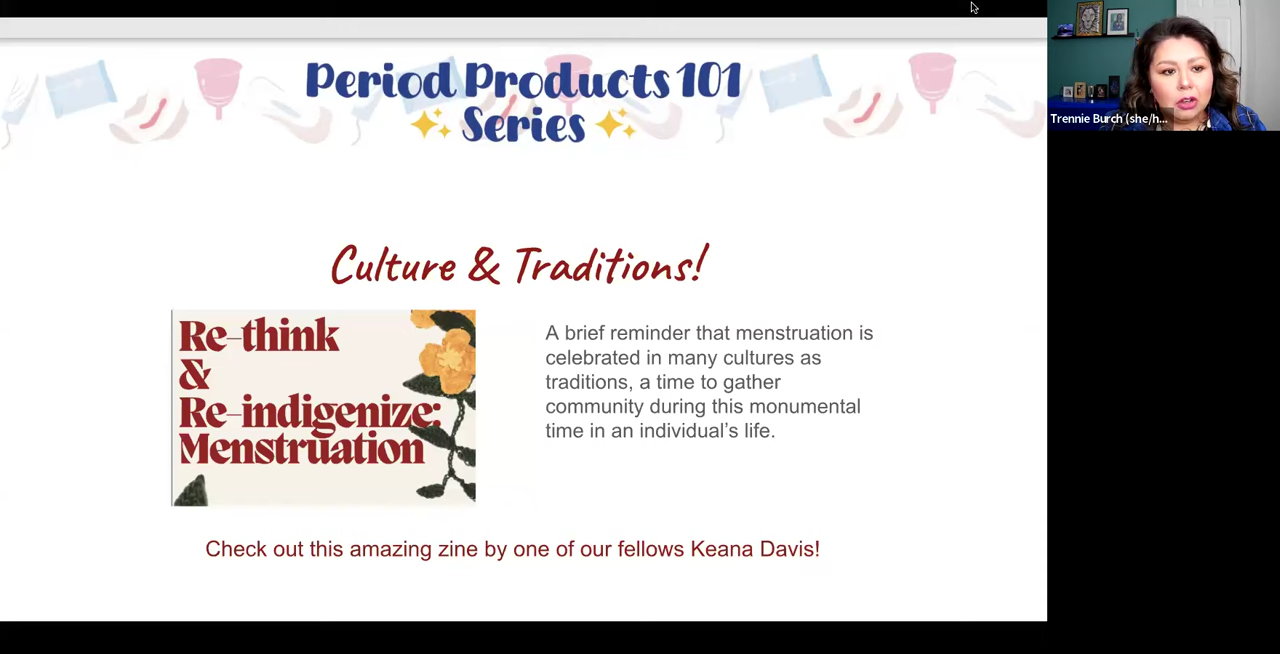 Period Products 101
Series
Trennie Burch (she/h...
Culture & Traditions!
Re-think
&
Re-indigenize:
Menstruation
A brief reminder that menstruation is
celebrated in many cultures as
traditions, a time to gather
community during this monumental
time in an individual’s life.
Check out this amazing zine by one of our fellows Keana Davis!